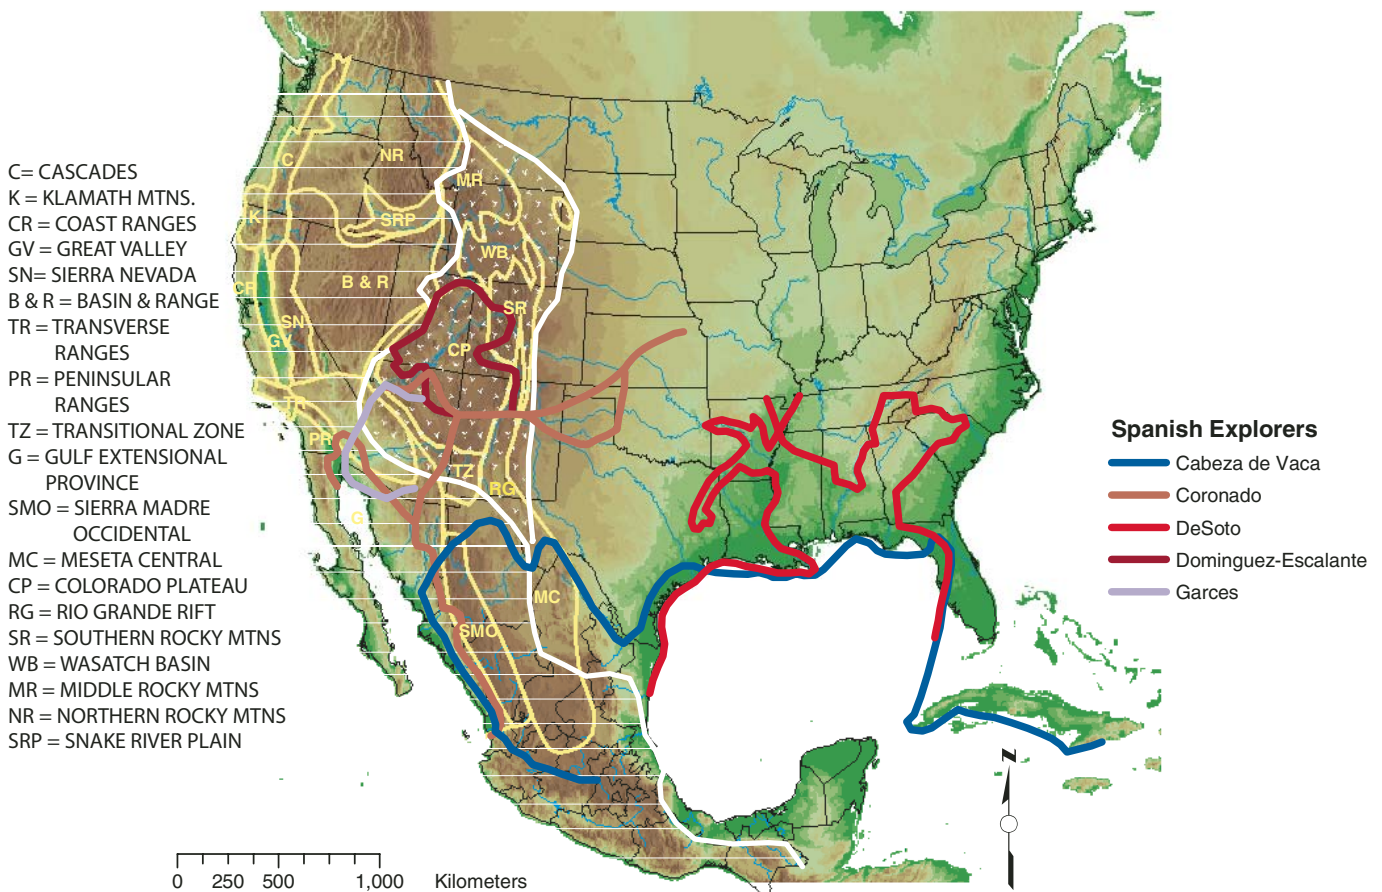 C= CASCADES
K = KLAMATH MTNS.
CR = COAST RANGES
GV = GREAT VALLEY
SN= SIERRA NEVADA
B & R = BASIN & RANGE
TR = TRANSVERSE
RANGES
PR = PENINSULAR
RANGES
TZ = TRANSITIONAL ZONE
G = GULF EXTENSIONAL
PROVINCE
SMO = SIERRA MADRE
OCCIDENTAL
MC = MESETA CENTRAL
CP = COLORADO PLATEAU
RG = RIO GRANDE RIFT
SR = SOUTHERN ROCKY MTNS
WB = WASATCH BASIN
MR = MIDDLE ROCKY MTNS
NR = NORTHERN ROCKY MTNS
SRP = SNAKE RIVER PLAIN
NR
C
MR
K
SRP
WB
B & R
CR
SR
SN
GV
CP
PR
TZ
RG
G
MC
SMO
Spanish Explorers
Cabeza de Vaca
Coronado
DeSoto
Dominguez-Escalante
Garces
N
0 250 500 1,000 Kilometers